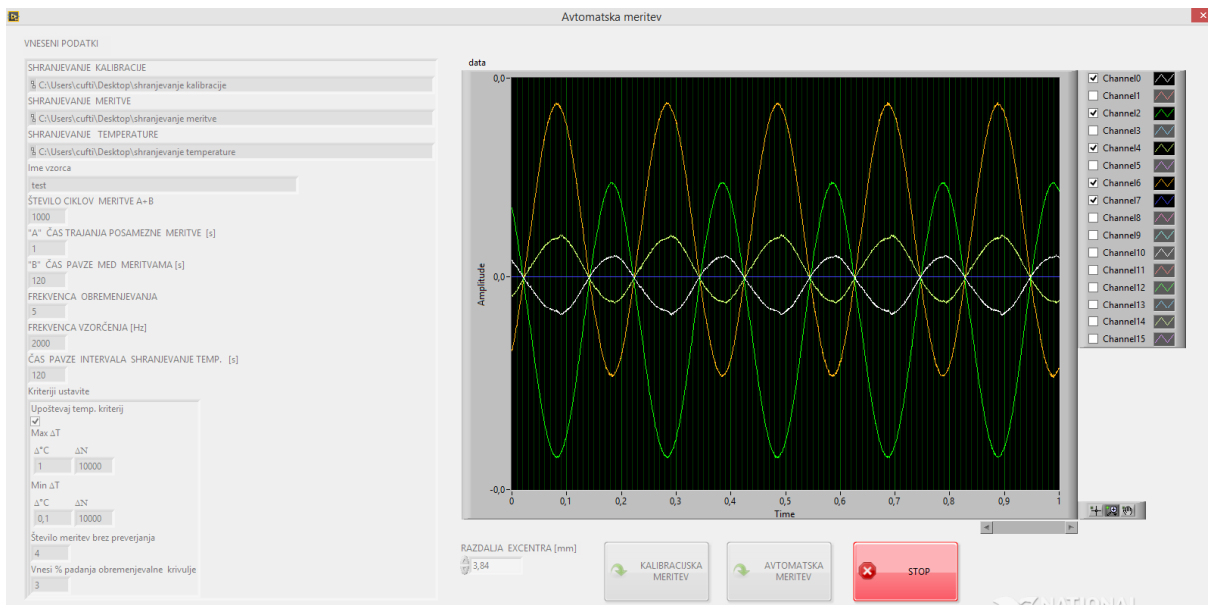 Avtomatska meritev
VNESENI PODATKI
SHRANJEVANJE KALIBRACIJE
C:\Users\cufti\Desktop\shranjevanje kalibracije
SHRANJEVANJE MERITVE
C:\Users\cufti\Desktop\shranjevanje meritve
SHRANJEVANJE TEMPERATURE
C:\Users\cufti\Desktop\shranjevanje temperature
Ime vzorca
test
ŠTEVILO CIKLOV MERITVE A+B
1000
"A" ČAS TRAJANJA POSAMEZNE MERITVE [s]
1
"B" ČAS PAVZE MED MERITVAMA [s]
120
FREKVENCA OBREMENJEVANJA
5
FREKVENCA VZORČENJA [Hz]
2000
ČAS PAVZE INTERVALA SHRANJEVANJE TEMP. [s]
120
Kriteriji ustavite
Upoštevaj temp. kriterij
Max ΔT
Δ°C ΔN
1 10000
Min ΔT
Δ°C ΔN
0,1 10000
Število meritev brez preverjanja
4
Vnesi % padanja obremenjevalne krivulje
3
data
0,0
0,0
-0,0
Amplitude
0 0,1 0,2 0,3 0,4 0,5 0,6 0,7 0,8 0,9 1
Time
Channel0
Channel1
Channel2
Channel3
Channel4
Channel5
Channel6
Channel7
Channel8
Channel9
Channel10
Channel11
Channel12
Channel13
Channel14
Channel15
RAZDALJA EXCENTRA [mm]
3,84
KALIBRACIJSKA
MERITEV
AVTOMATSKA
MERITEV
STOP
NATIONAL